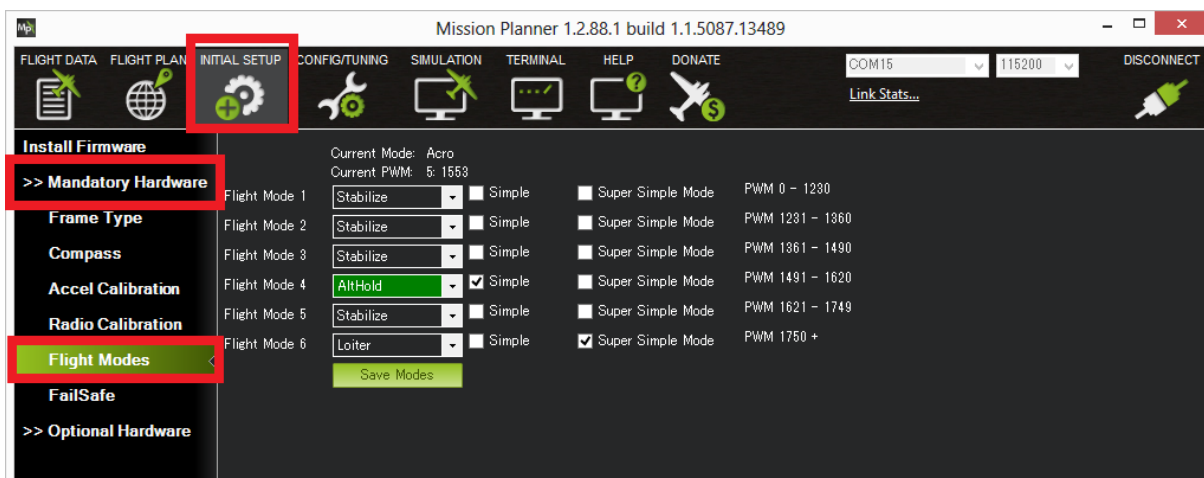 Mp
Mission Planner 1.2.88.1 build 1.1.5087.13489
FLIGHT DATA FLIGHT PLAN INITIAL SETUP CONFIG/TUNING SIMULATION TERMINAL HELP DONATE COM15 115200 DISCONNECT
Link Stats...
Install Firmware
>> Mandatory Hardware
Frame Type
Compass
Accel Calibration
Radio Calibration
Flight Modes
FailSafe
>> Optional Hardware
Current Mode: Acro
Current PWM: 5: 1553
Flight Mode 1 Stabilize Simple Super Simple Mode PWM 0 - 1230
Flight Mode 2 Stabilize Simple Super Simple Mode PWM 1231 - 1360
Flight Mode 3 Stabilize Simple Super Simple Mode PWM 1361 - 1490
Flight Mode 4 AltHold Simple Super Simple Mode PWM 1491 - 1620
Flight Mode 5 Stabilize Simple Super Simple Mode PWM 1621 - 1749
Flight Mode 6 Loiter Simple Super Simple Mode PWM 1750 +
Save Modes